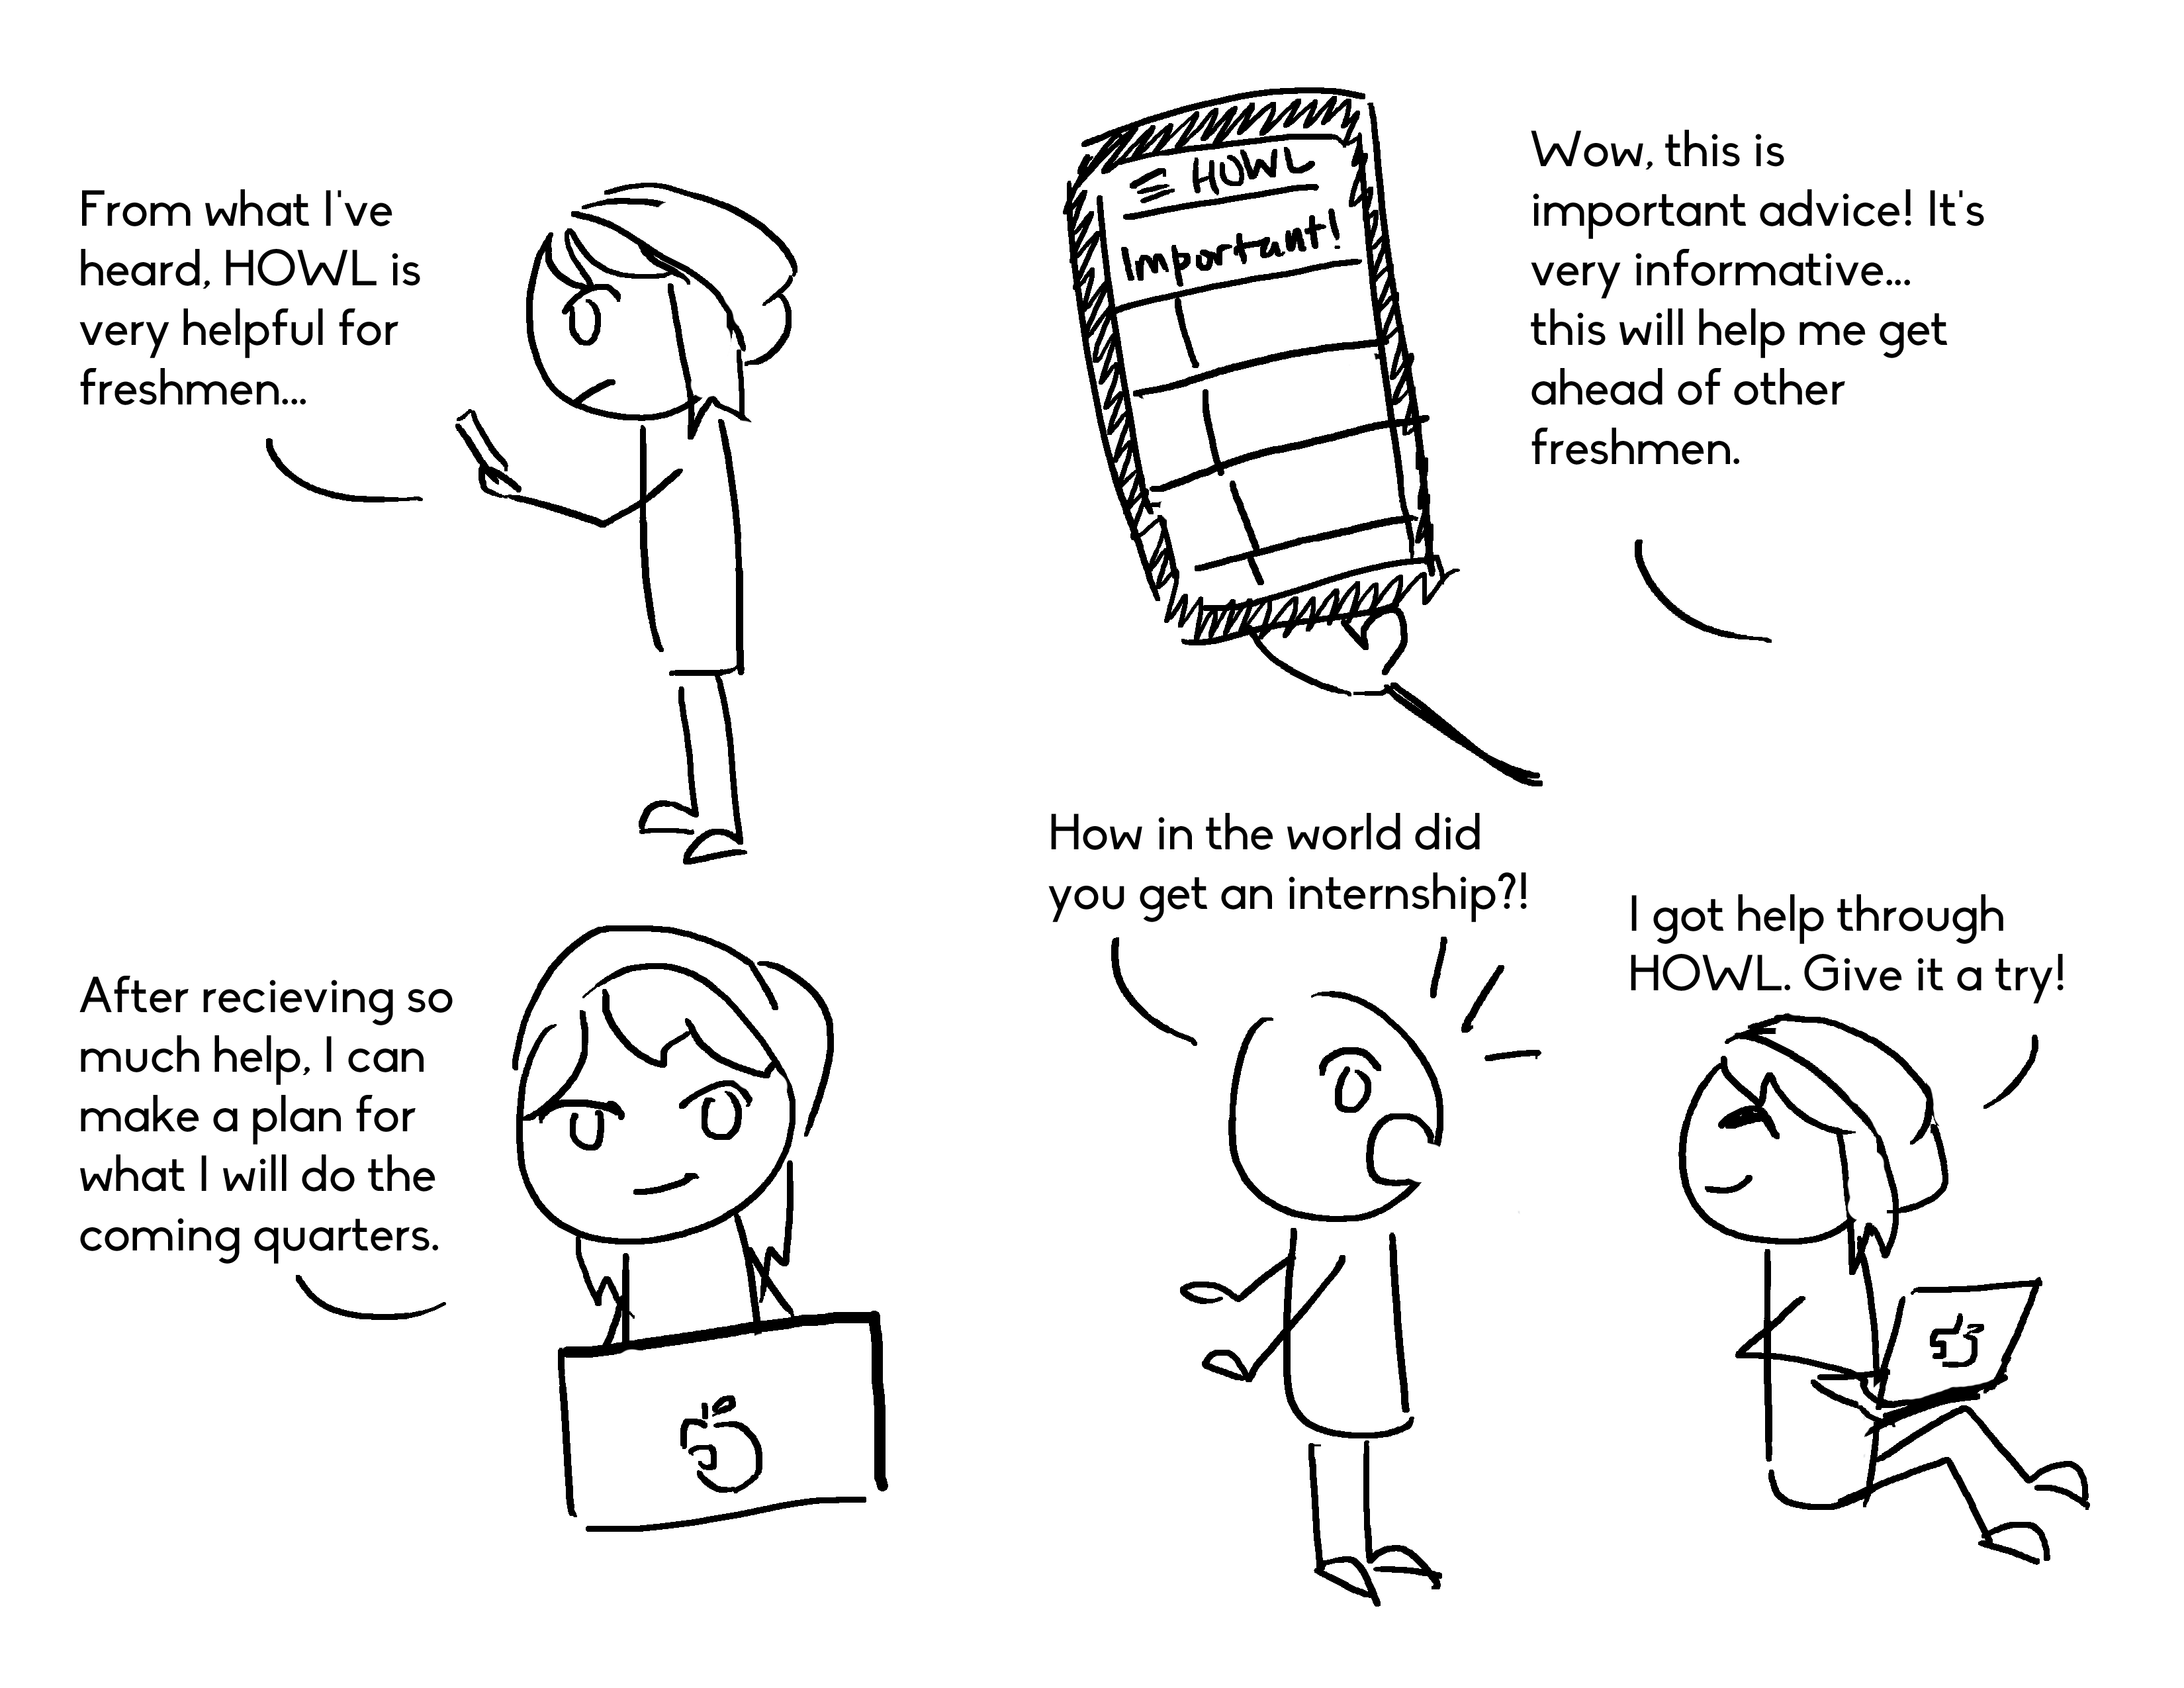 From what I've
heard, HOWL is
very helpful for
freshmen...
HOWL
Important!
Wow, this is
important advice! It's
very informative...
this will help me get
ahead of other
freshmen.
After recieving so
much help, I can
make a plan for
what I will do the
coming quarters.
How in the world did
you get an internship?!
I got help through
HOWL. Give it a try!